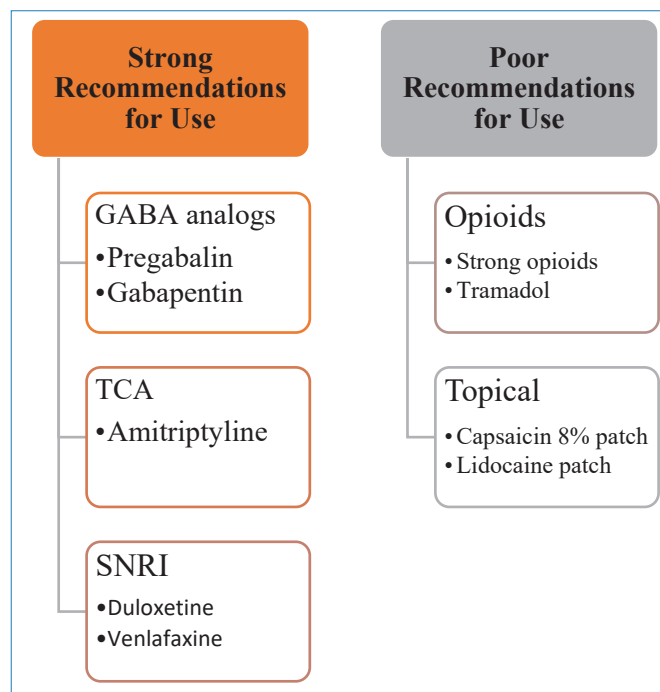 Strong
Recommendations
for Use
GABA analogs
•Pregabalin
•Gabapentin
TCA
•Amitriptyline
SNRI
•Duloxetine
•Venlafaxine
Poor
Recommendations
for Use
Opioids
• Strong opioids
• Tramadol
Topical
• Capsaicin 8% patch
• Lidocaine patch